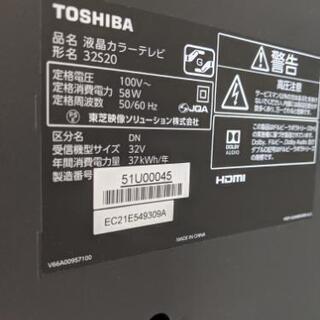 TOSHIBA
品名 液晶カラーテレビ
形名 32S20
定格電圧 : 100V～
定格消費電力 : 58W
定格周波数 : 50/60 Hz
JQA
東芝映像ソリューション株式会社
区分名 : DN
受信機型サイズ : 32V
年間消費電力量 : 37kWh/年
製造番号 :
51U00045
EC21E549309A
V66A00957100
MADE IN CHINA
警告
高圧注意
DOLBY
AUDIO
HDMI